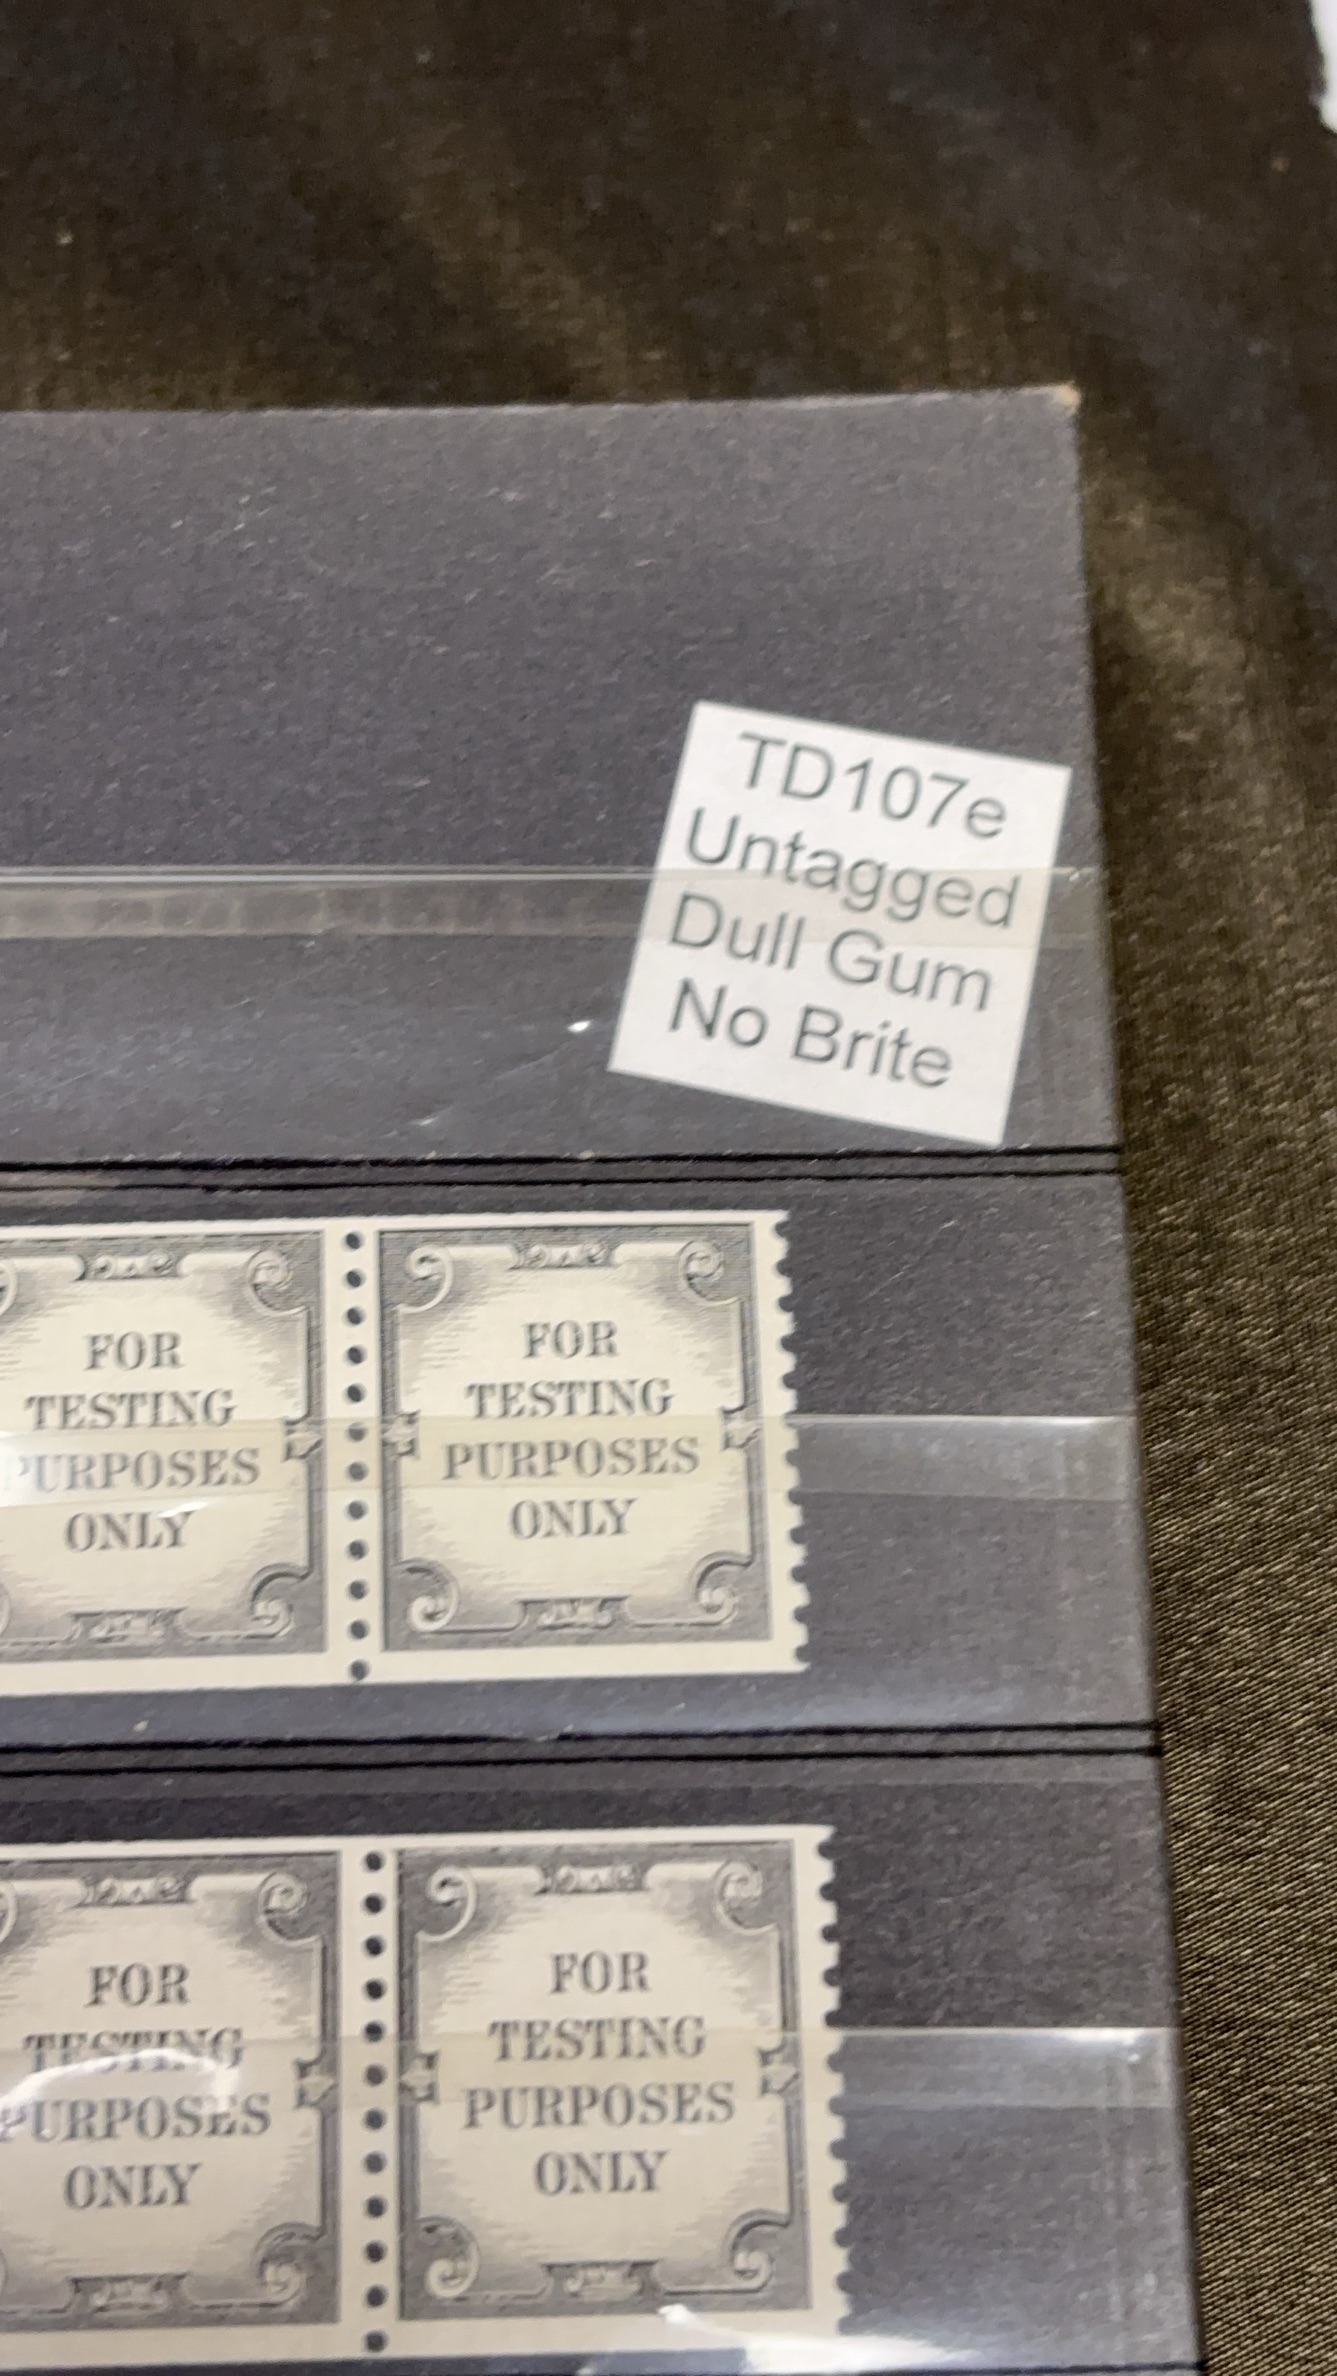 TD107e
Untagged
Dull Gum
No Brite
FOR
TESTING
PURPOSES
ONLY
FOR
TESTING
PURPOSES
ONLY
FOR
TESTING
PURPOSES
ONLY
FOR
TESTING
PURPOSES
ONLY